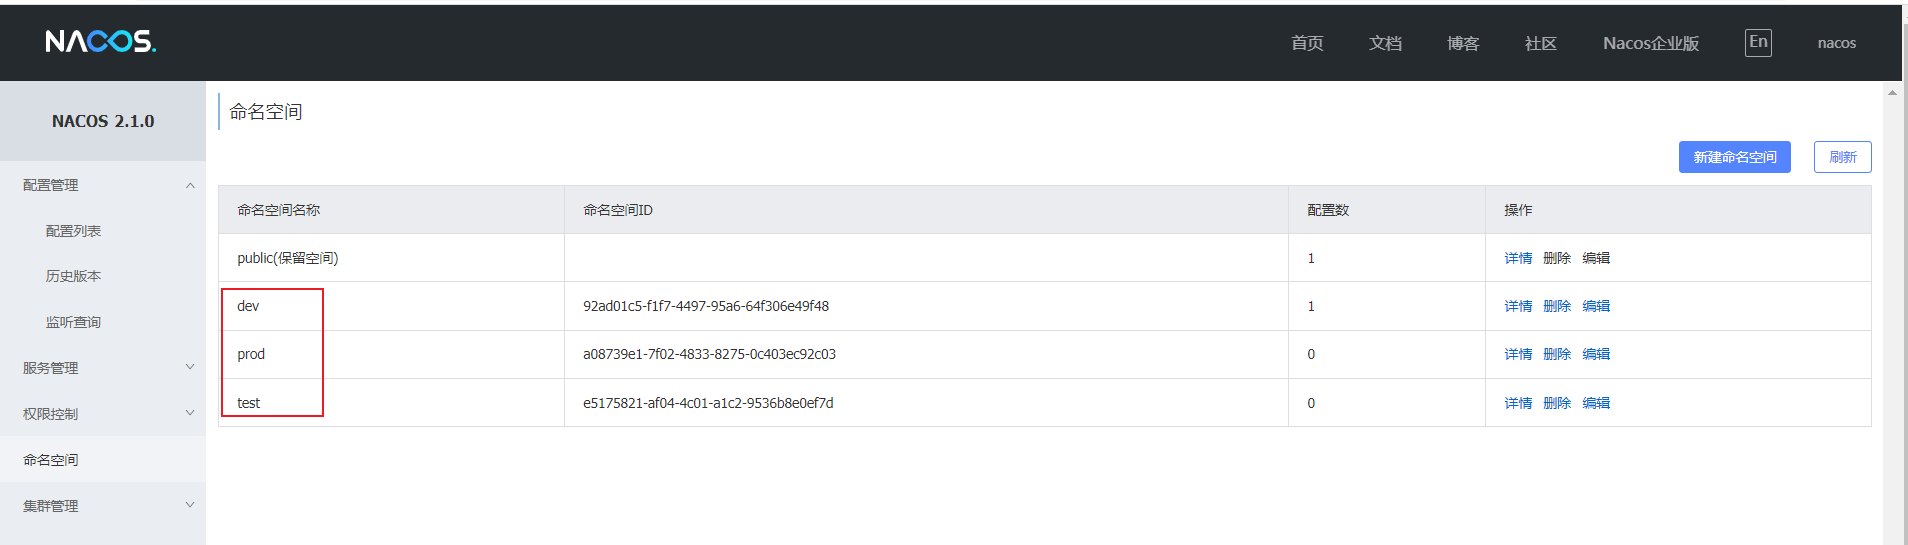 NACOS.
首页 文档 博客 社区 Nacos企业版 En nacos
NACOS 2.1.0
配置管理
配置列表
历史版本
监听查询
服务管理
权限控制
命名空间
集群管理
命名空间
新建命名空间 刷新
命名空间名称 命名空间ID 配置数 操作
public(保留空间) 1 详情 删除 编辑
dev 92ad01c5-f1f7-4497-95a6-64f306e49f48 1 详情 删除 编辑
prod a08739e1-7f02-4833-8275-0c403ec92c03 0 详情 删除 编辑
test e5175821-af04-4c01-a1c2-9536b8e0ef7d 0 详情 删除 编辑